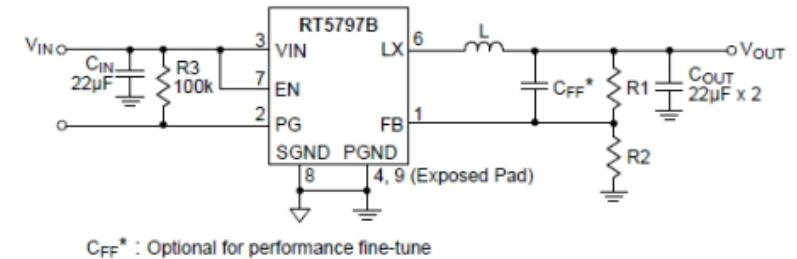 RT5797B
VIN
3
VIN
LX
6
L
VOUT
CIN
22µF
R3
100k
7
EN
CFF*
R1
COUT
22µF x 2
2
PG
FB
1
SGND
PGND
R2
8
4, 9 (Exposed Pad)
CFF* : Optional for performance fine-tune